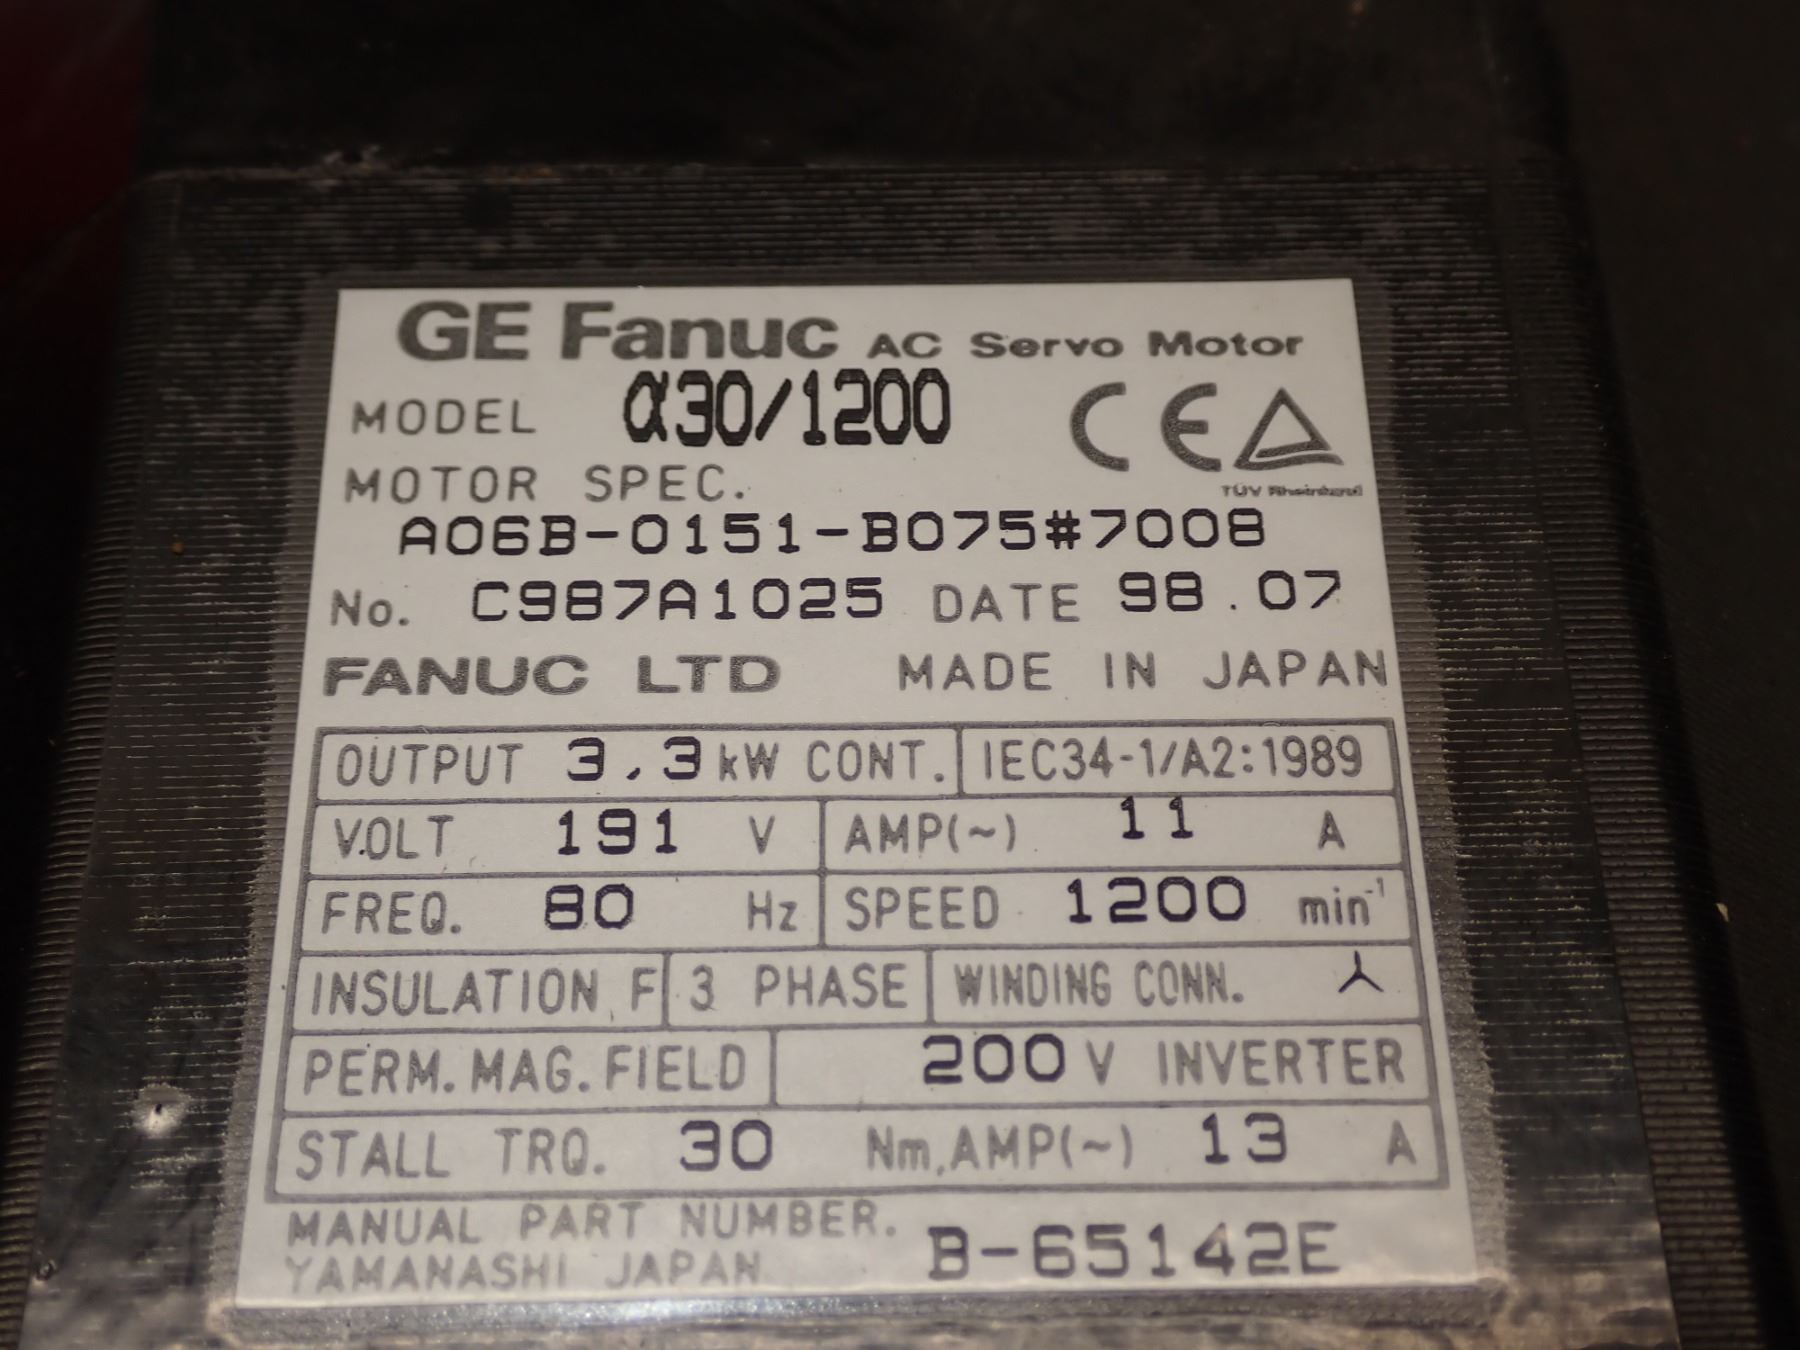 GE Fanuc AC Servo Motor
MODEL α30/1200
CE
TÜV Rheinland
MOTOR SPEC.
A06B-0151-B075#7008
No. C987A1025 DATE 98.07
FANUC LTD MADE IN JAPAN
OUTPUT 3.3 kW CONT. IEC34-1/A2:1989
VOLT 191 V AMP(~) 11 A
FREQ. 80 Hz SPEED 1200 min⁻¹
INSULATION F 3 PHASE WINDING CONN. ⅄
PERM. MAG. FIELD 200 V INVERTER
STALL TRQ. 30 Nm, AMP(~) 13 A
MANUAL PART NUMBER. B-65142E
YAMANASHI JAPAN